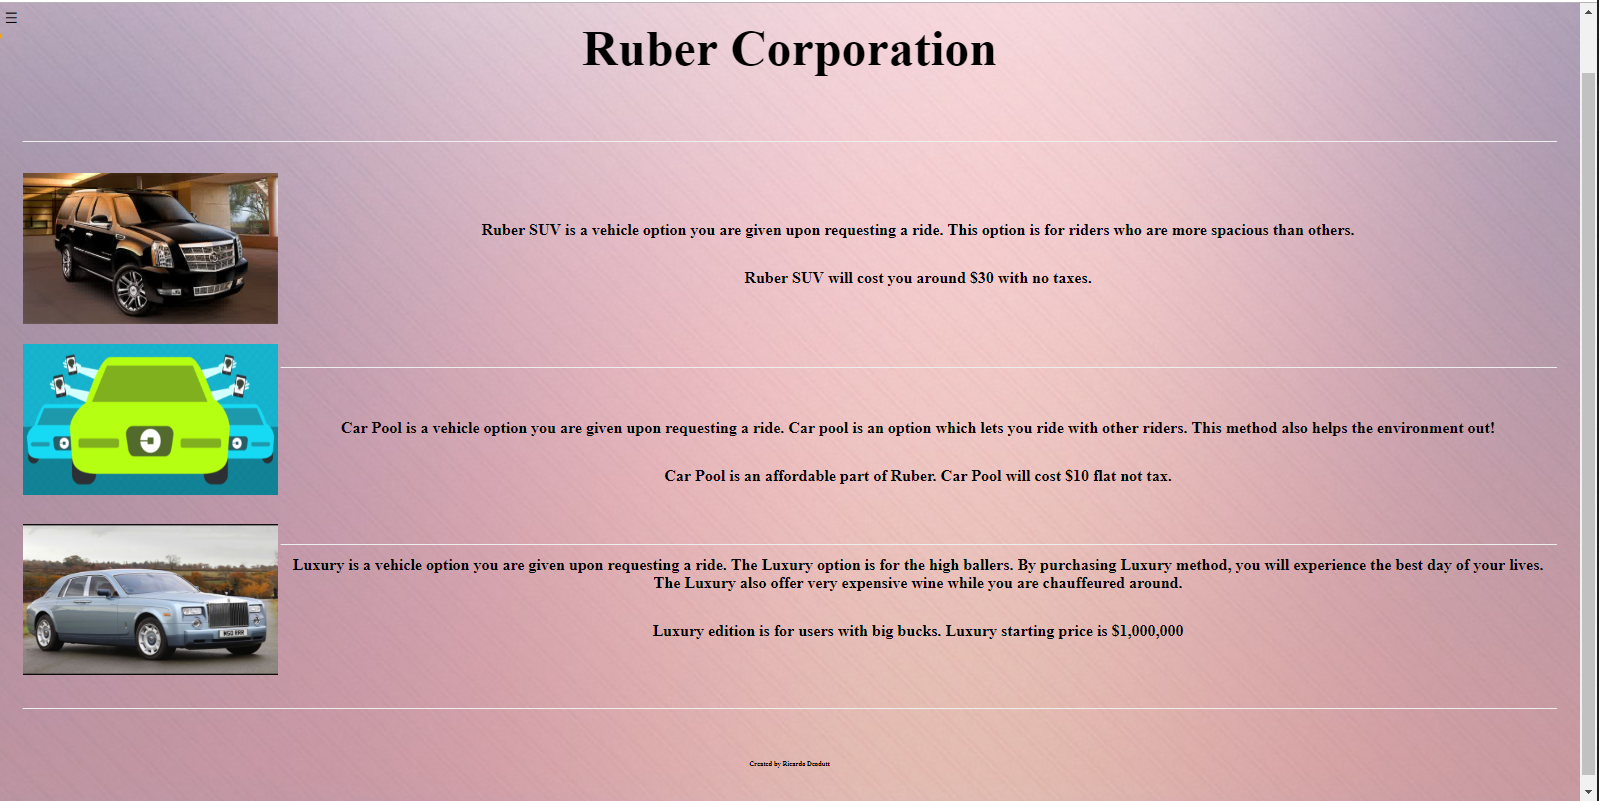 ☰
Ruber Corporation
Ruber SUV is a vehicle option you are given upon requesting a ride. This option is for riders who are more spacious than others.
Ruber SUV will cost you around $30 with no taxes.
Car Pool is a vehicle option you are given upon requesting a ride. Car pool is an option which lets you ride with other riders. This method also helps the environment out!
Car Pool is an affordable part of Ruber. Car Pool will cost $10 flat not tax.
Luxury is a vehicle option you are given upon requesting a ride. The Luxury option is for the high ballers. By purchasing Luxury method, you will experience the best day of your lives.
The Luxury also offer very expensive wine while you are chauffeured around.
Luxury edition is for users with big bucks. Luxury starting price is $1,000,000
Created by Ricardo Deodutt